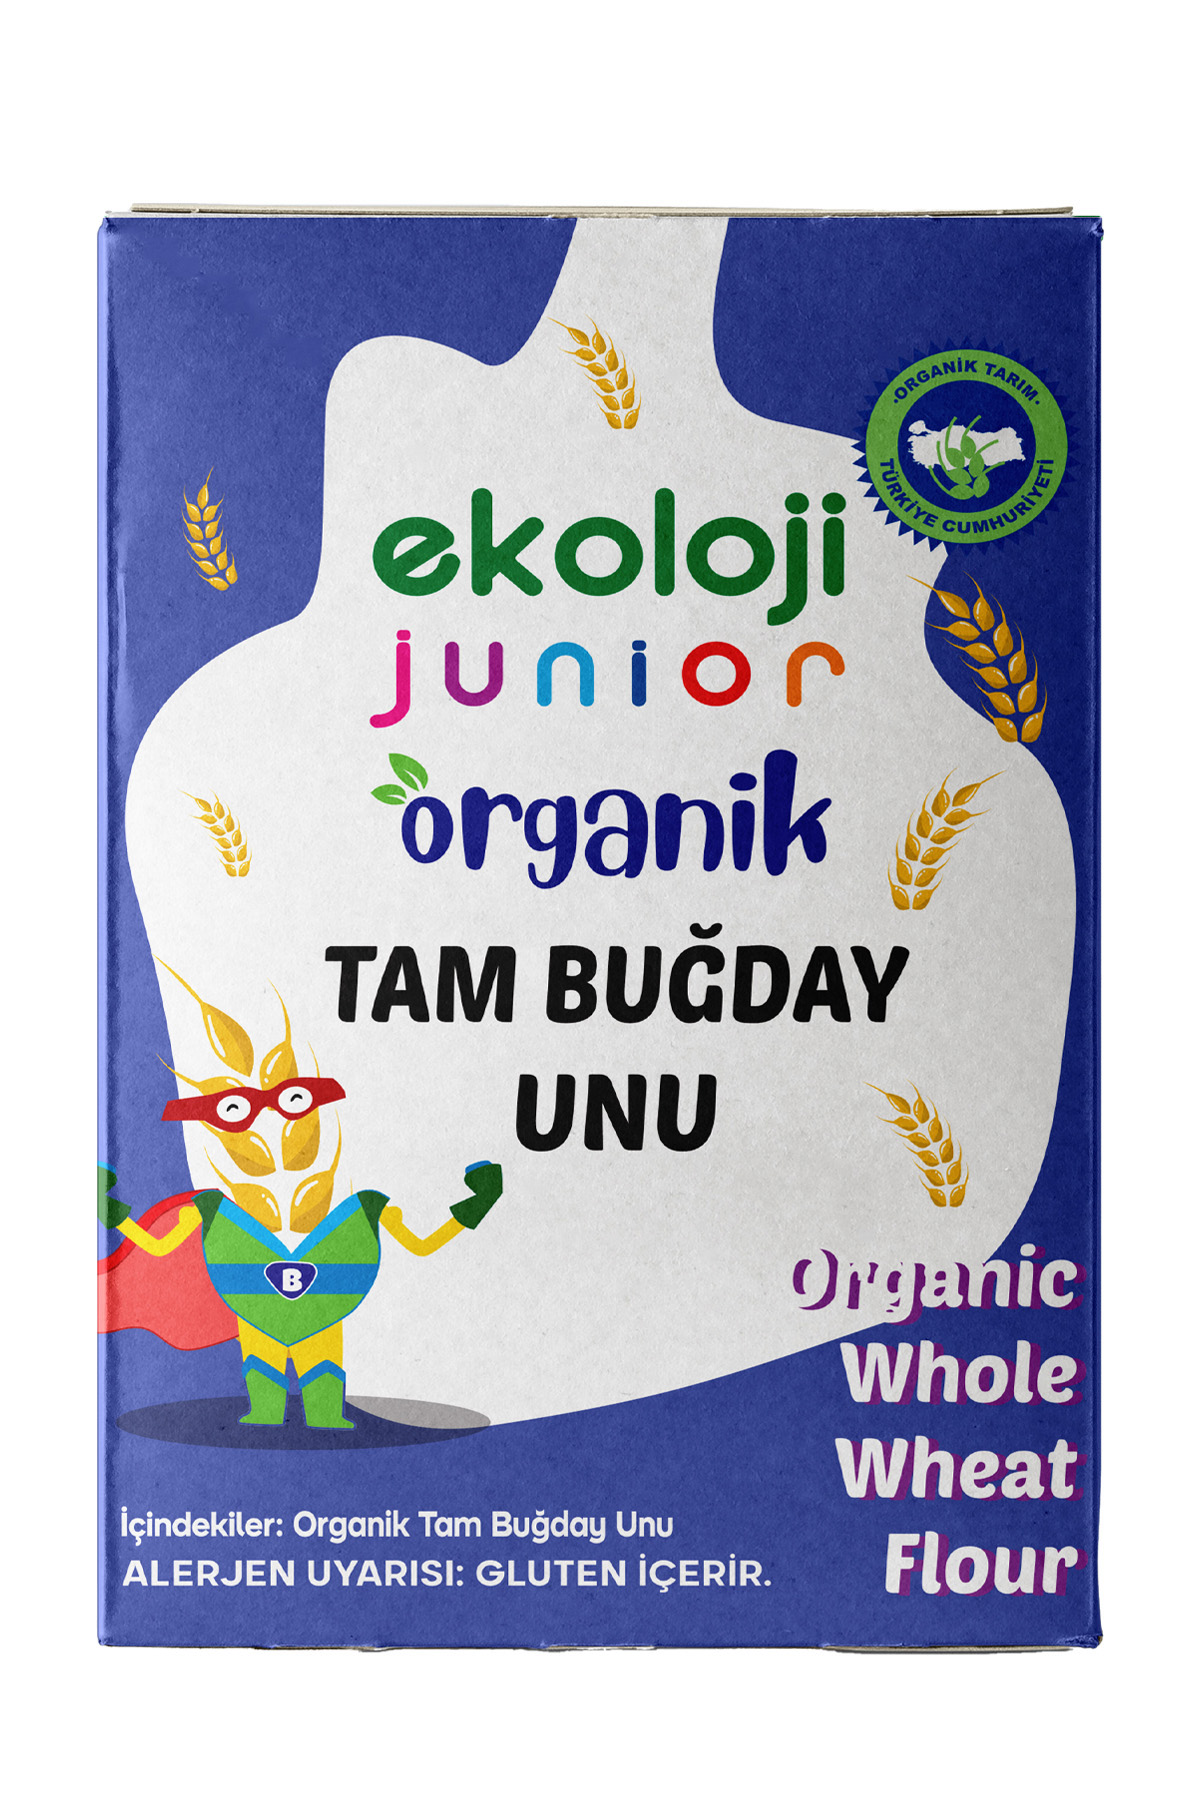 ·ORGANİK TARIM·
TÜRKİYE CUMHURİYETİ
ekoloji
junior
organik
TAM BUĞDAY
UNU
B
Organic
Whole
Wheat
Flour
İçindekiler: Organik Tam Buğday Unu
ALERJEN UYARISI: GLUTEN İÇERİR.